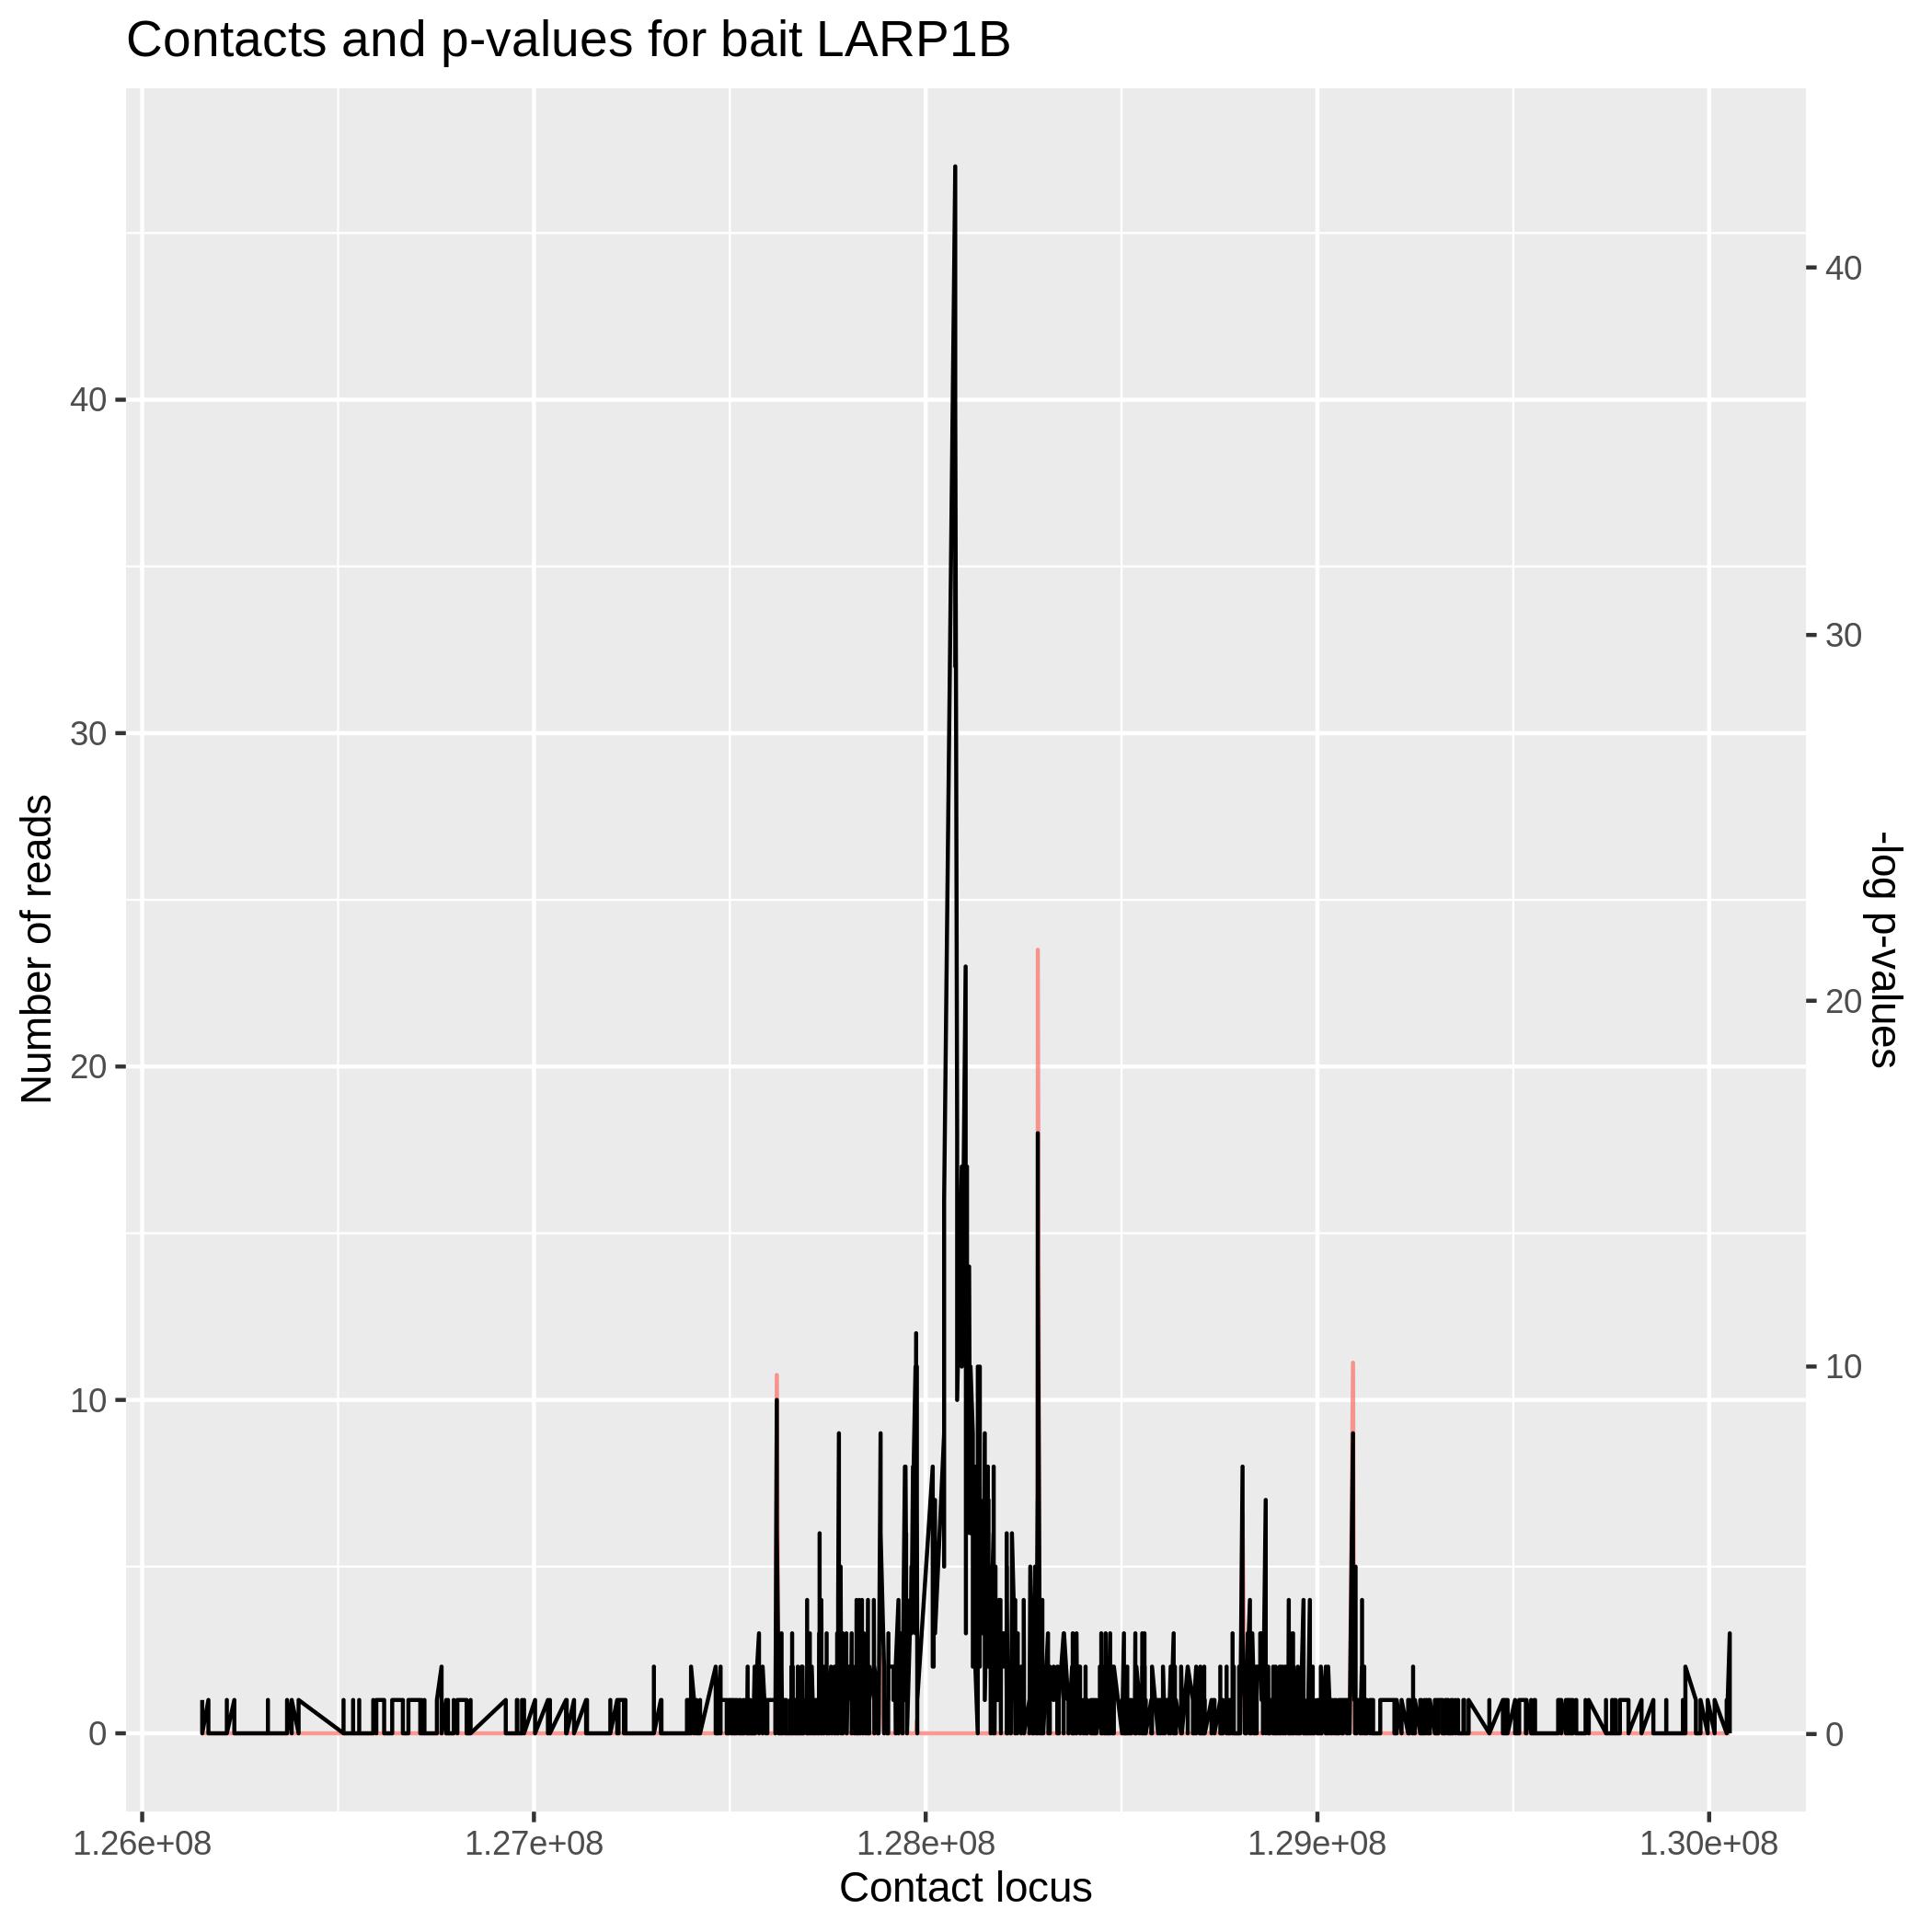 Contacts and p-values for bait LARP1B
Number of reads
40
30
20
10
0
40
30
20
10
0
-log p-values
1.26e+08
1.27e+08
1.28e+08
1.29e+08
1.30e+08
Contact locus